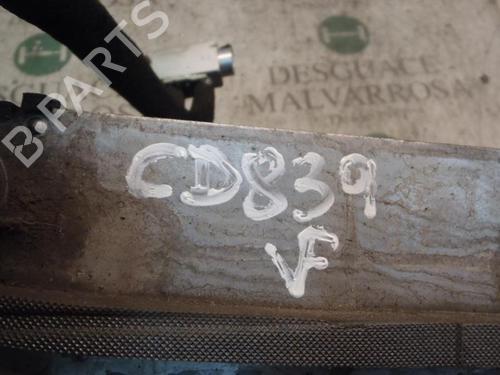 B-PARTS
DESGUACE
MALVARROSA
CD839
VF